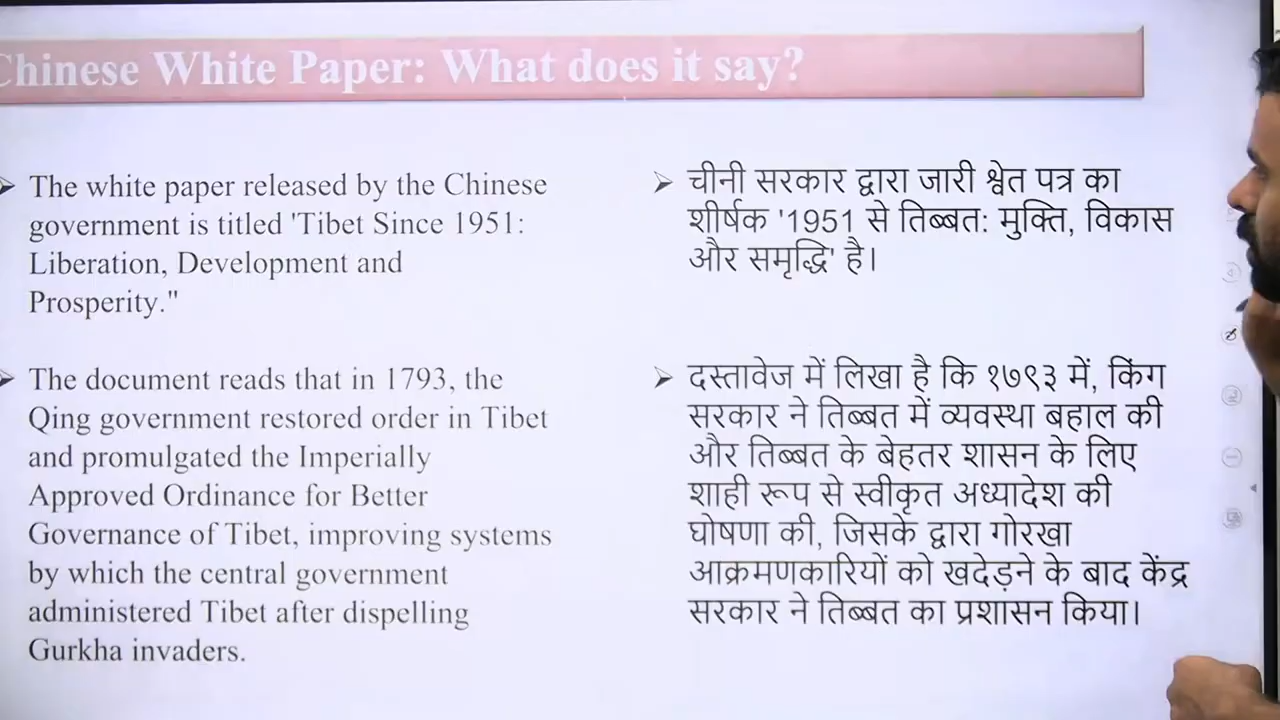 Chinese White Paper: What does it say?
The white paper released by the Chinese
government is titled 'Tibet Since 1951:
Liberation, Development and
Prosperity."
The document reads that in 1793, the
Qing government restored order in Tibet
and promulgated the Imperially
Approved Ordinance for Better
Governance of Tibet, improving systems
by which the central government
administered Tibet after dispelling
Gurkha invaders.
चीनी सरकार द्वारा जारी श्वेत पत्र का
शीर्षक '1951 से तिब्बत: मुक्ति, विकास
और समृद्धि' है।
दस्तावेज में लिखा है कि १७९३ में, किंग
सरकार ने तिब्बत में व्यवस्था बहाल की
और तिब्बत के बेहतर शासन के लिए
शाही रूप से स्वीकृत अध्यादेश की
घोषणा की, जिसके द्वारा गोरखा
आक्रमणकारियों को खदेड़ने के बाद केंद्र
सरकार ने तिब्बत का प्रशासन किया।